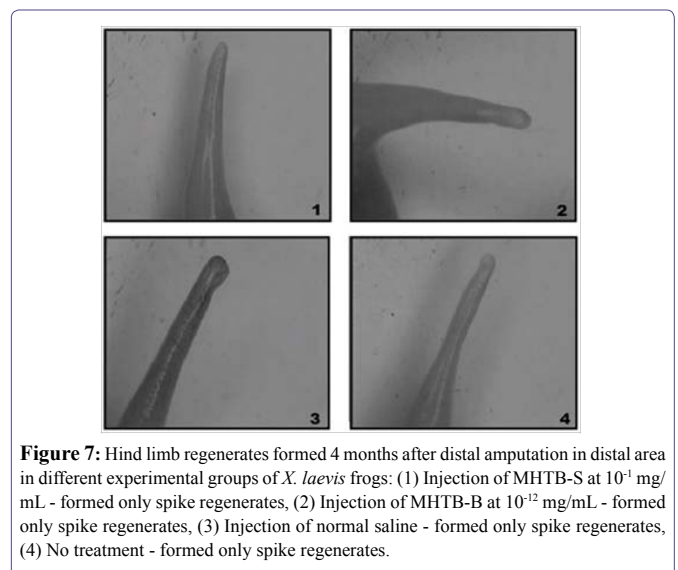 1
2
3
4
Figure 7: Hind limb regenerates formed 4 months after distal amputation in distal area
in different experimental groups of X. laevis frogs: (1) Injection of MHTB-S at 10⁻¹ mg/
mL - formed only spike regenerates, (2) Injection of MHTB-B at 10⁻¹² mg/mL - formed
only spike regenerates, (3) Injection of normal saline - formed only spike regenerates,
(4) No treatment - formed only spike regenerates.